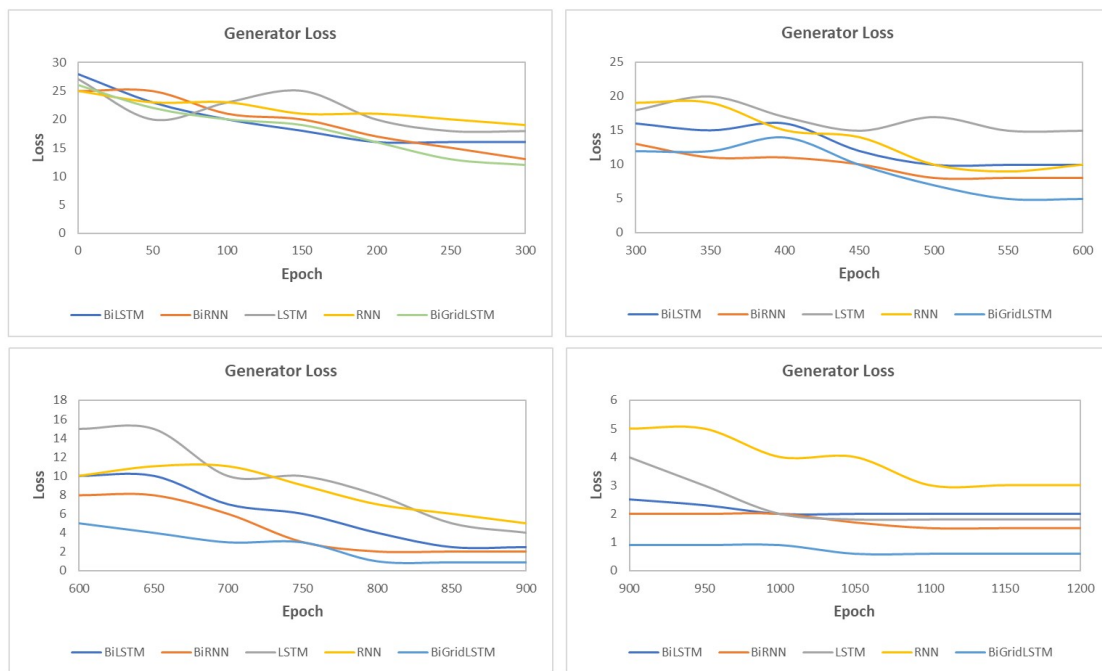 Generator Loss
30
25
20
15
10
5
0
Loss
0 50 100 150 200 250 300
Epoch
BiLSTM BiRNN LSTM RNN BiGridLSTM
Generator Loss
25
20
15
10
5
0
Loss
300 350 400 450 500 550 600
Epoch
BiLSTM BiRNN LSTM RNN BiGridLSTM
Generator Loss
18
16
14
12
10
8
6
4
2
0
Loss
600 650 700 750 800 850 900
Epoch
BiLSTM BiRNN LSTM RNN BiGridLSTM
Generator Loss
6
5
4
3
2
1
0
Loss
900 950 1000 1050 1100 1150 1200
Epoch
BiLSTM BiRNN LSTM RNN BiGridLSTM